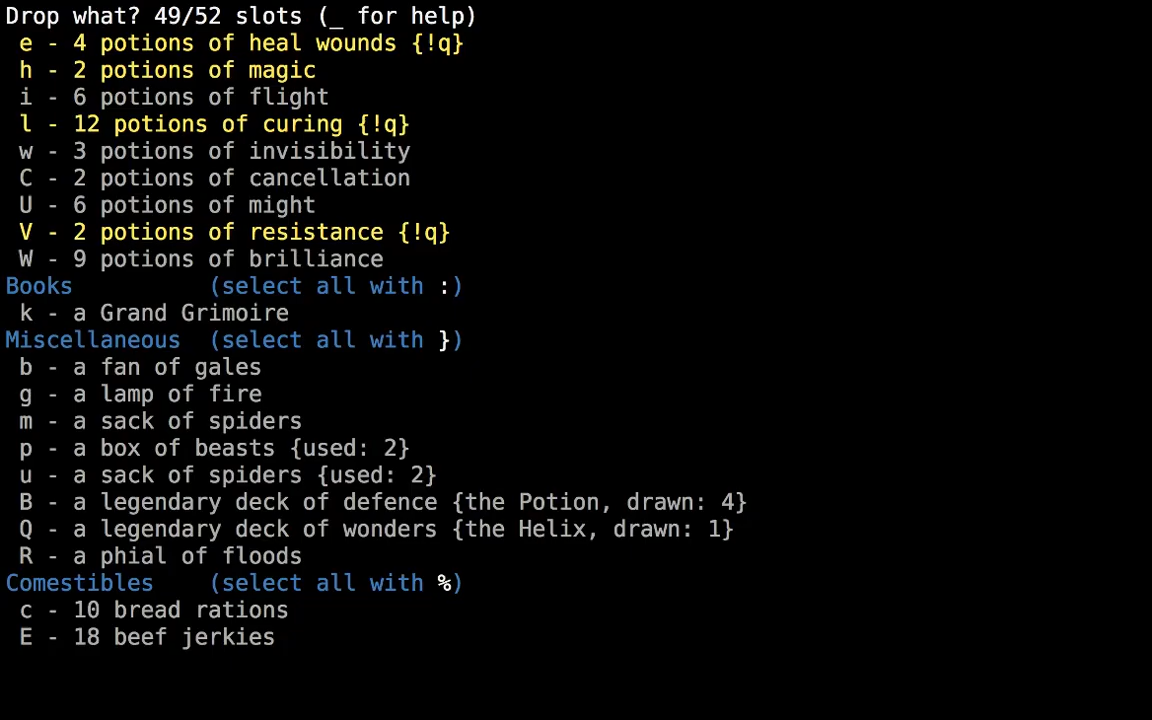 Drop what? 49/52 slots (_ for help)
e - 4 potions of heal wounds {!q}
h - 2 potions of magic
i - 6 potions of flight
l - 12 potions of curing {!q}
w - 3 potions of invisibility
C - 2 potions of cancellation
U - 6 potions of might
V - 2 potions of resistance {!q}
W - 9 potions of brilliance
Books (select all with :)
k - a Grand Grimoire
Miscellaneous (select all with })
b - a fan of gales
g - a lamp of fire
m - a sack of spiders
p - a box of beasts {used: 2}
u - a sack of spiders {used: 2}
B - a legendary deck of defence {the Potion, drawn: 4}
Q - a legendary deck of wonders {the Helix, drawn: 1}
R - a phial of floods
Comestibles (select all with %)
c - 10 bread rations
E - 18 beef jerkies